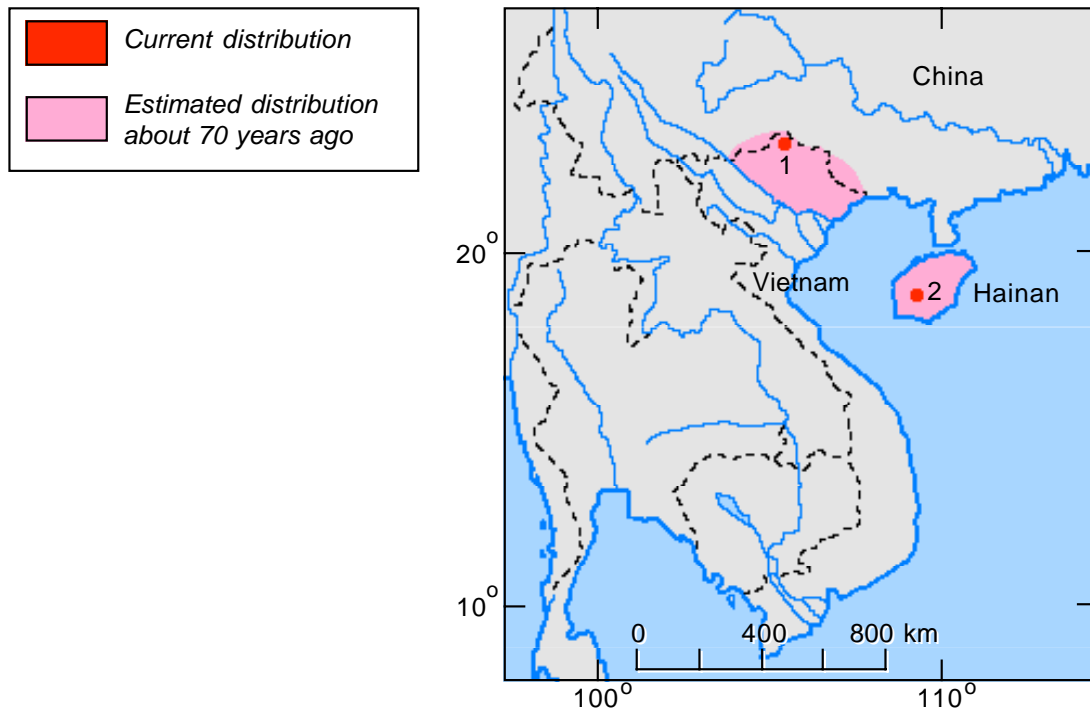 Current distribution
Estimated distribution
about 70 years ago
China
1
20°
Vietnam
2 Hainan
10°
0 400 800 km
100° 110°